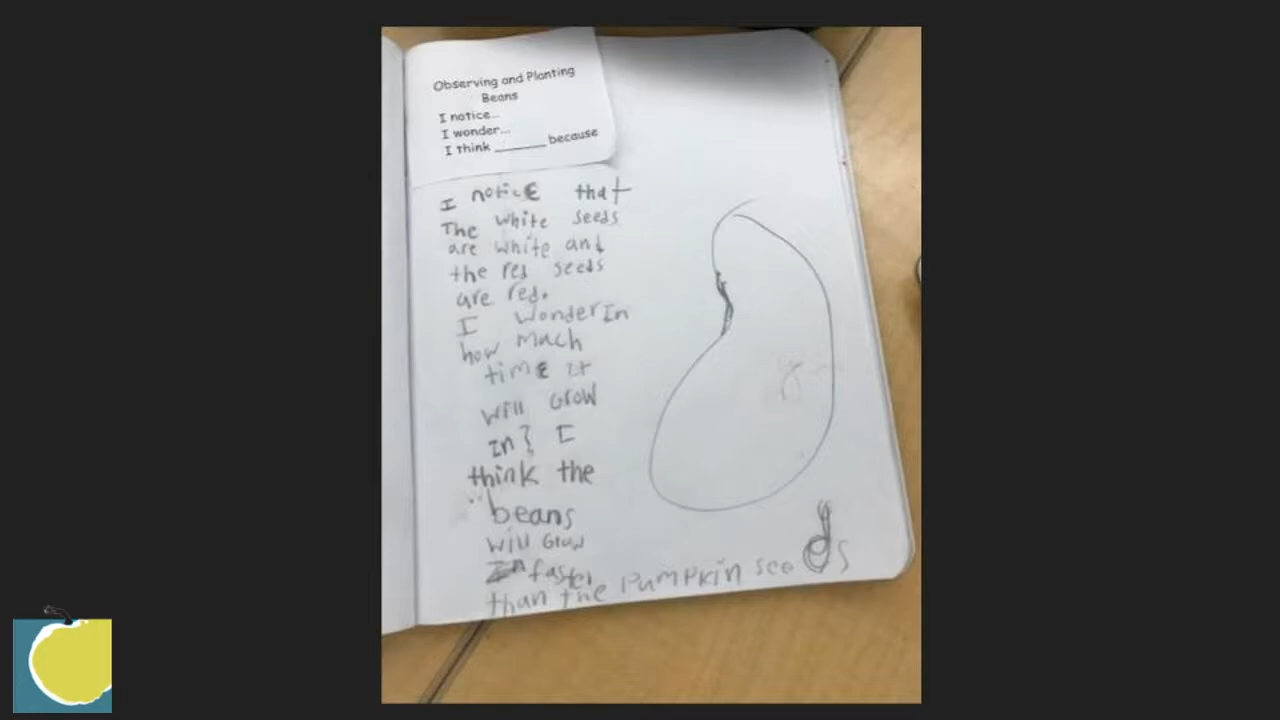 Observing and Planting
Beans
I notice...
I wonder...
I think ______ because
I notice that
The white seeds
are white and
the red seeds
are red.
I wonderIn
how much
time it
will Grow
in? I
think the
beans
will Grow
In faster
than the PUMPKin seeds